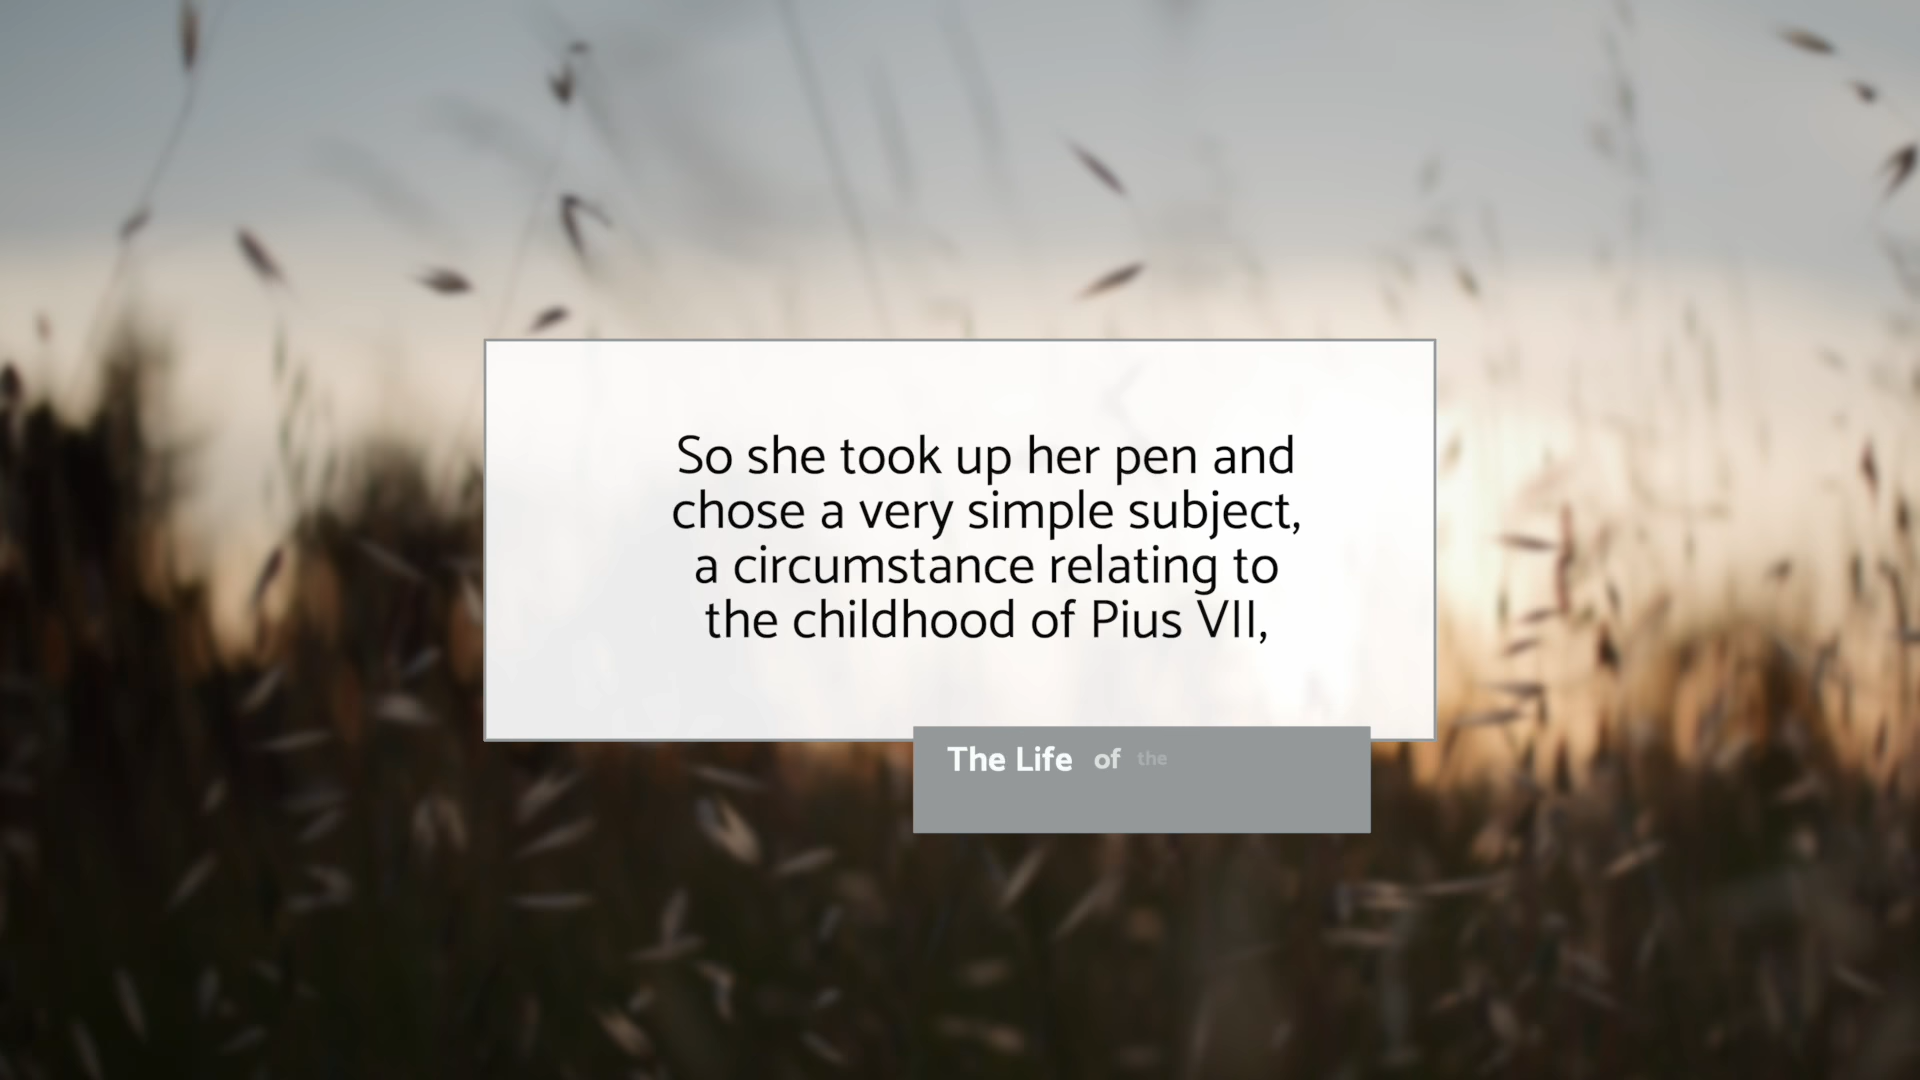 So she took up her pen and
chose a very simple subject,
a circumstance relating to
the childhood of Pius VII,
The Life of the